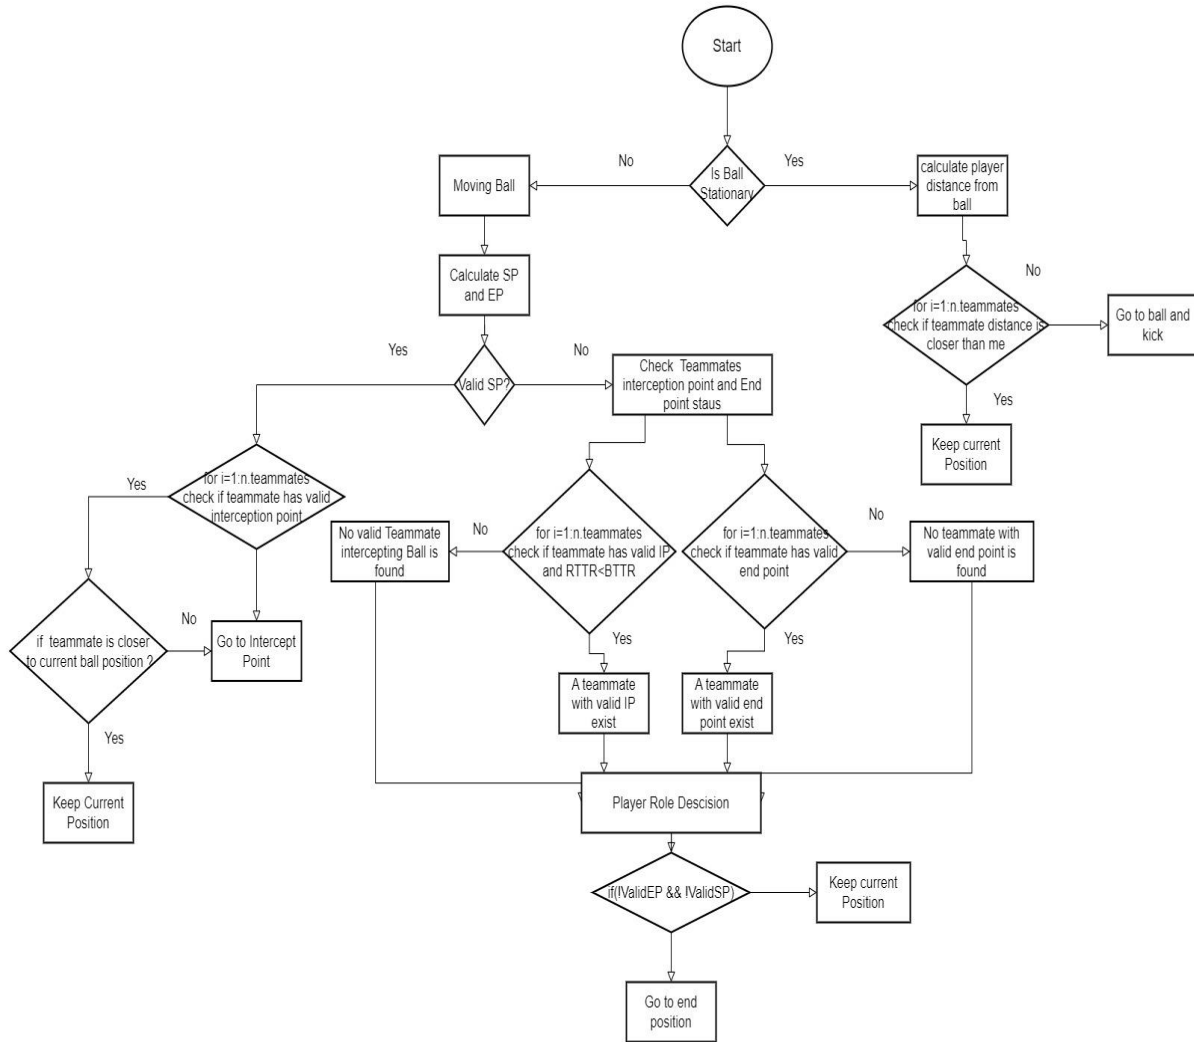 Start
No
Yes
Is Ball
Stationary
Moving Ball
calculate player
distance from
ball
Calculate SP
and EP
No
for i=1:n.teammates
check if teammate distance is
closer than me
Go to ball and
kick
Yes
Keep current
Position
Yes
No
Valid SP?
Check  Teammates
interception point and End
point staus
Yes
for i=1:n.teammates
check if teammate has valid
interception point
No valid Teammate
intercepting Ball is
found
No
for i=1:n.teammates
check if teammate has valid IP
and RTTR<BTTR
for i=1:n.teammates
check if teammate has valid
end point
No
No teammate with
valid end point is
found
if  teammate is closer
to current ball position ?
No
Go to Intercept
Point
Yes
Yes
A teammate
with valid IP
exist
A teammate
with valid end
point exist
Yes
Keep Current
Position
Player Role Descision
if(!ValidEP && !ValidSP)
Keep current
Position
Go to end
position